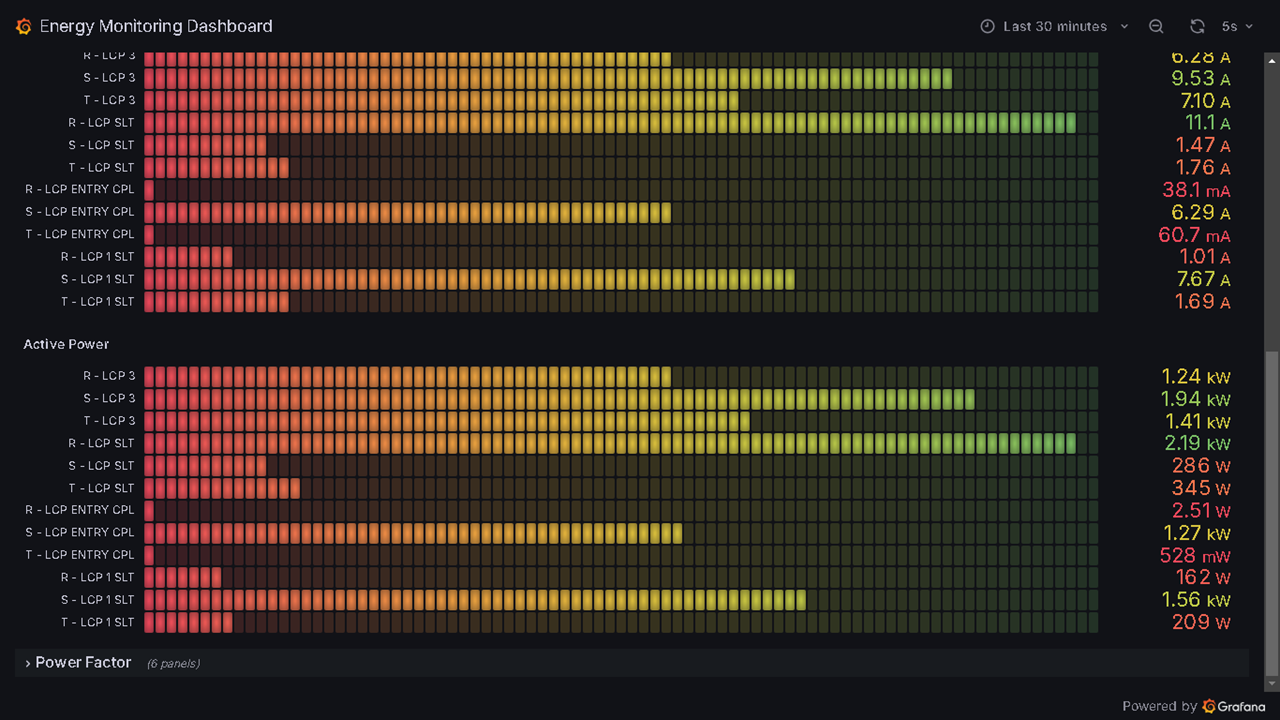 Energy Monitoring Dashboard
Last 30 minutes
5s
R - LCP 3 6.28 A
S - LCP 3 9.53 A
T - LCP 3 7.10 A
R - LCP SLT 11.1 A
S - LCP SLT 1.47 A
T - LCP SLT 1.76 A
R - LCP ENTRY CPL 38.1 mA
S - LCP ENTRY CPL 6.29 A
T - LCP ENTRY CPL 60.7 mA
R - LCP 1 SLT 1.01 A
S - LCP 1 SLT 7.67 A
T - LCP 1 SLT 1.69 A
Active Power
R - LCP 3 1.24 kW
S - LCP 3 1.94 kW
T - LCP 3 1.41 kW
R - LCP SLT 2.19 kW
S - LCP SLT 286 W
T - LCP SLT 345 W
R - LCP ENTRY CPL 2.51 W
S - LCP ENTRY CPL 1.27 kW
T - LCP ENTRY CPL 528 mW
R - LCP 1 SLT 162 W
S - LCP 1 SLT 1.56 kW
T - LCP 1 SLT 209 W
Power Factor (6 panels)
Powered by Grafana